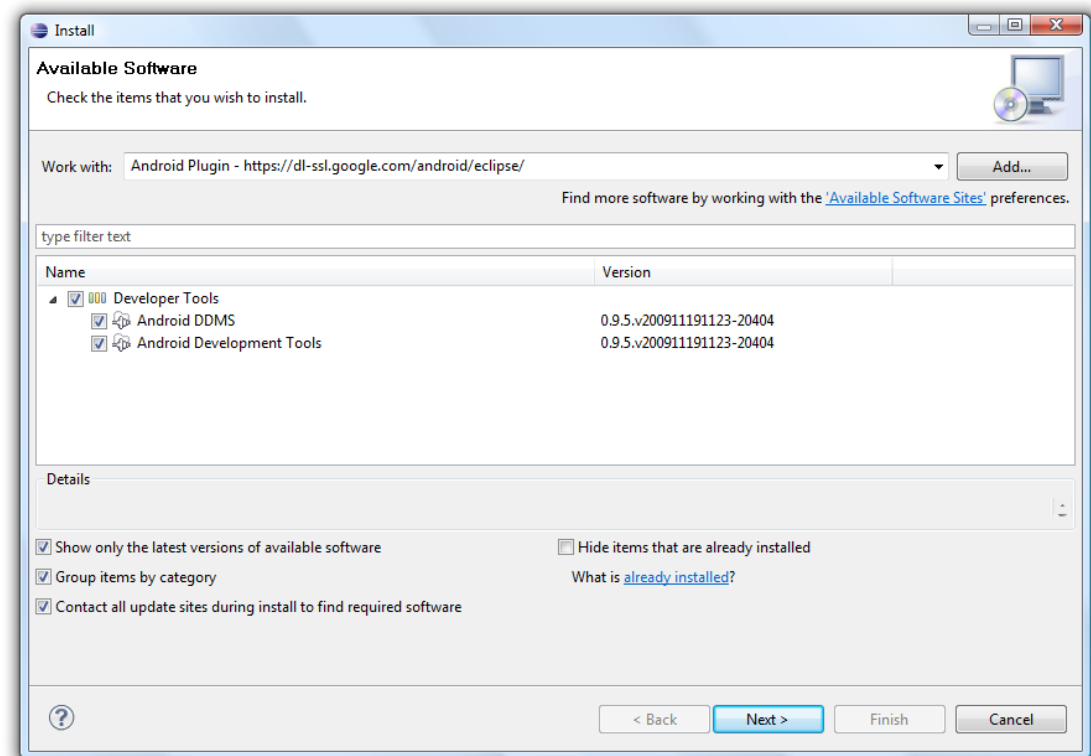 Install
Available Software
Check the items that you wish to install.
Work with: Android Plugin - https://dl-ssl.google.com/android/eclipse/ Add...
Find more software by working with the 'Available Software Sites' preferences.
type filter text
Name Version
Developer Tools
Android DDMS 0.9.5.v200911191123-20404
Android Development Tools 0.9.5.v200911191123-20404
Details
Show only the latest versions of available software Hide items that are already installed
Group items by category What is already installed?
Contact all update sites during install to find required software
? < Back Next > Finish Cancel